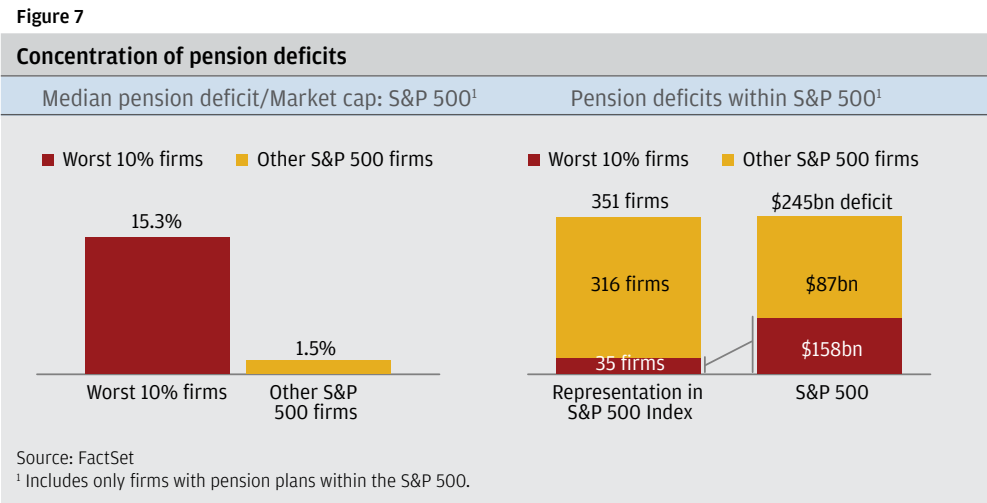 Figure 7
Concentration of pension deficits
Median pension deficit/Market cap: S&P 500¹
Pension deficits within S&P 500¹
Worst 10% firms
Other S&P 500 firms
15.3%
1.5%
Worst 10% firms
Other S&P
500 firms
Worst 10% firms
Other S&P 500 firms
351 firms
$245bn deficit
316 firms
$87bn
35 firms
$158bn
Representation in
S&P 500 Index
S&P 500
Source: FactSet
¹ Includes only firms with pension plans within the S&P 500.